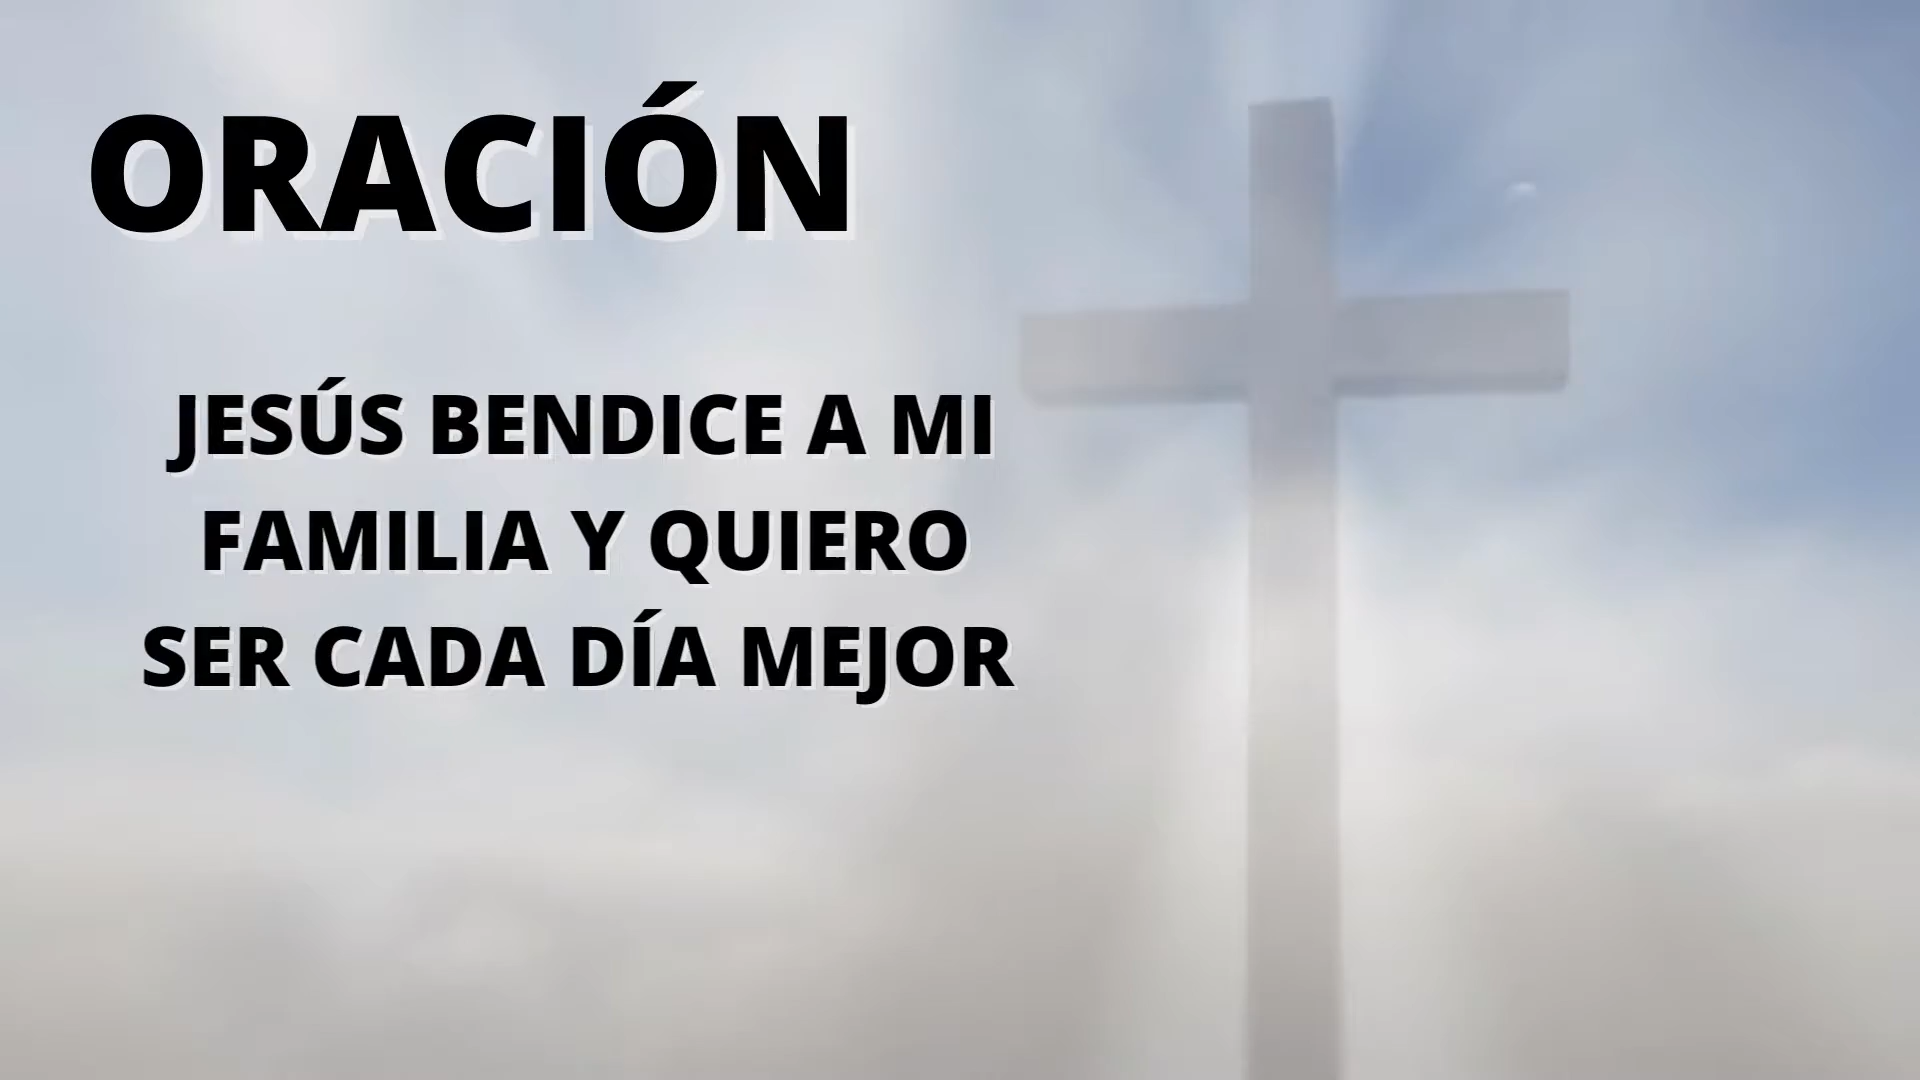 ORACIÓN
JESÚS BENDICE A MI
FAMILIA Y QUIERO
SER CADA DÍA MEJOR